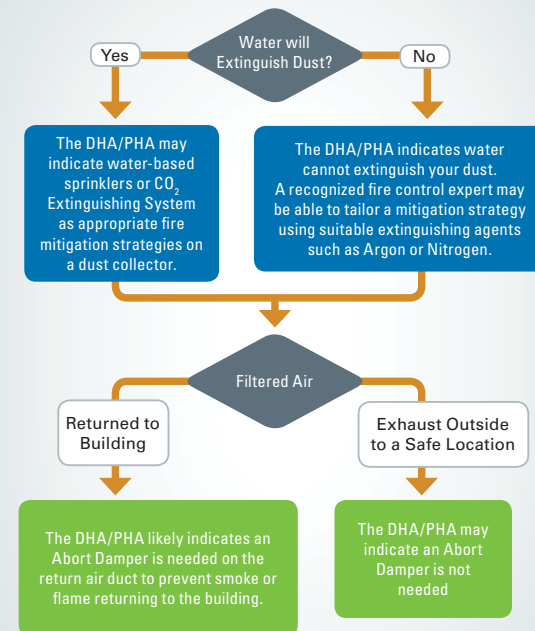 Water will
Extinguish Dust?
Yes
No
The DHA/PHA may
indicate water-based
sprinklers or CO₂
Extinguishing System
as appropriate fire
mitigation strategies on
a dust collector.
The DHA/PHA indicates water
cannot extinguish your dust.
A recognized fire control expert may
be able to tailor a mitigation strategy
using suitable extinguishing agents
such as Argon or Nitrogen.
Filtered Air
Returned to
Building
Exhaust Outside
to a Safe Location
The DHA/PHA likely indicates an
Abort Damper is needed on the
return air duct to prevent smoke or
flame returning to the building.
The DHA/PHA may
indicate an Abort
Damper is not
needed